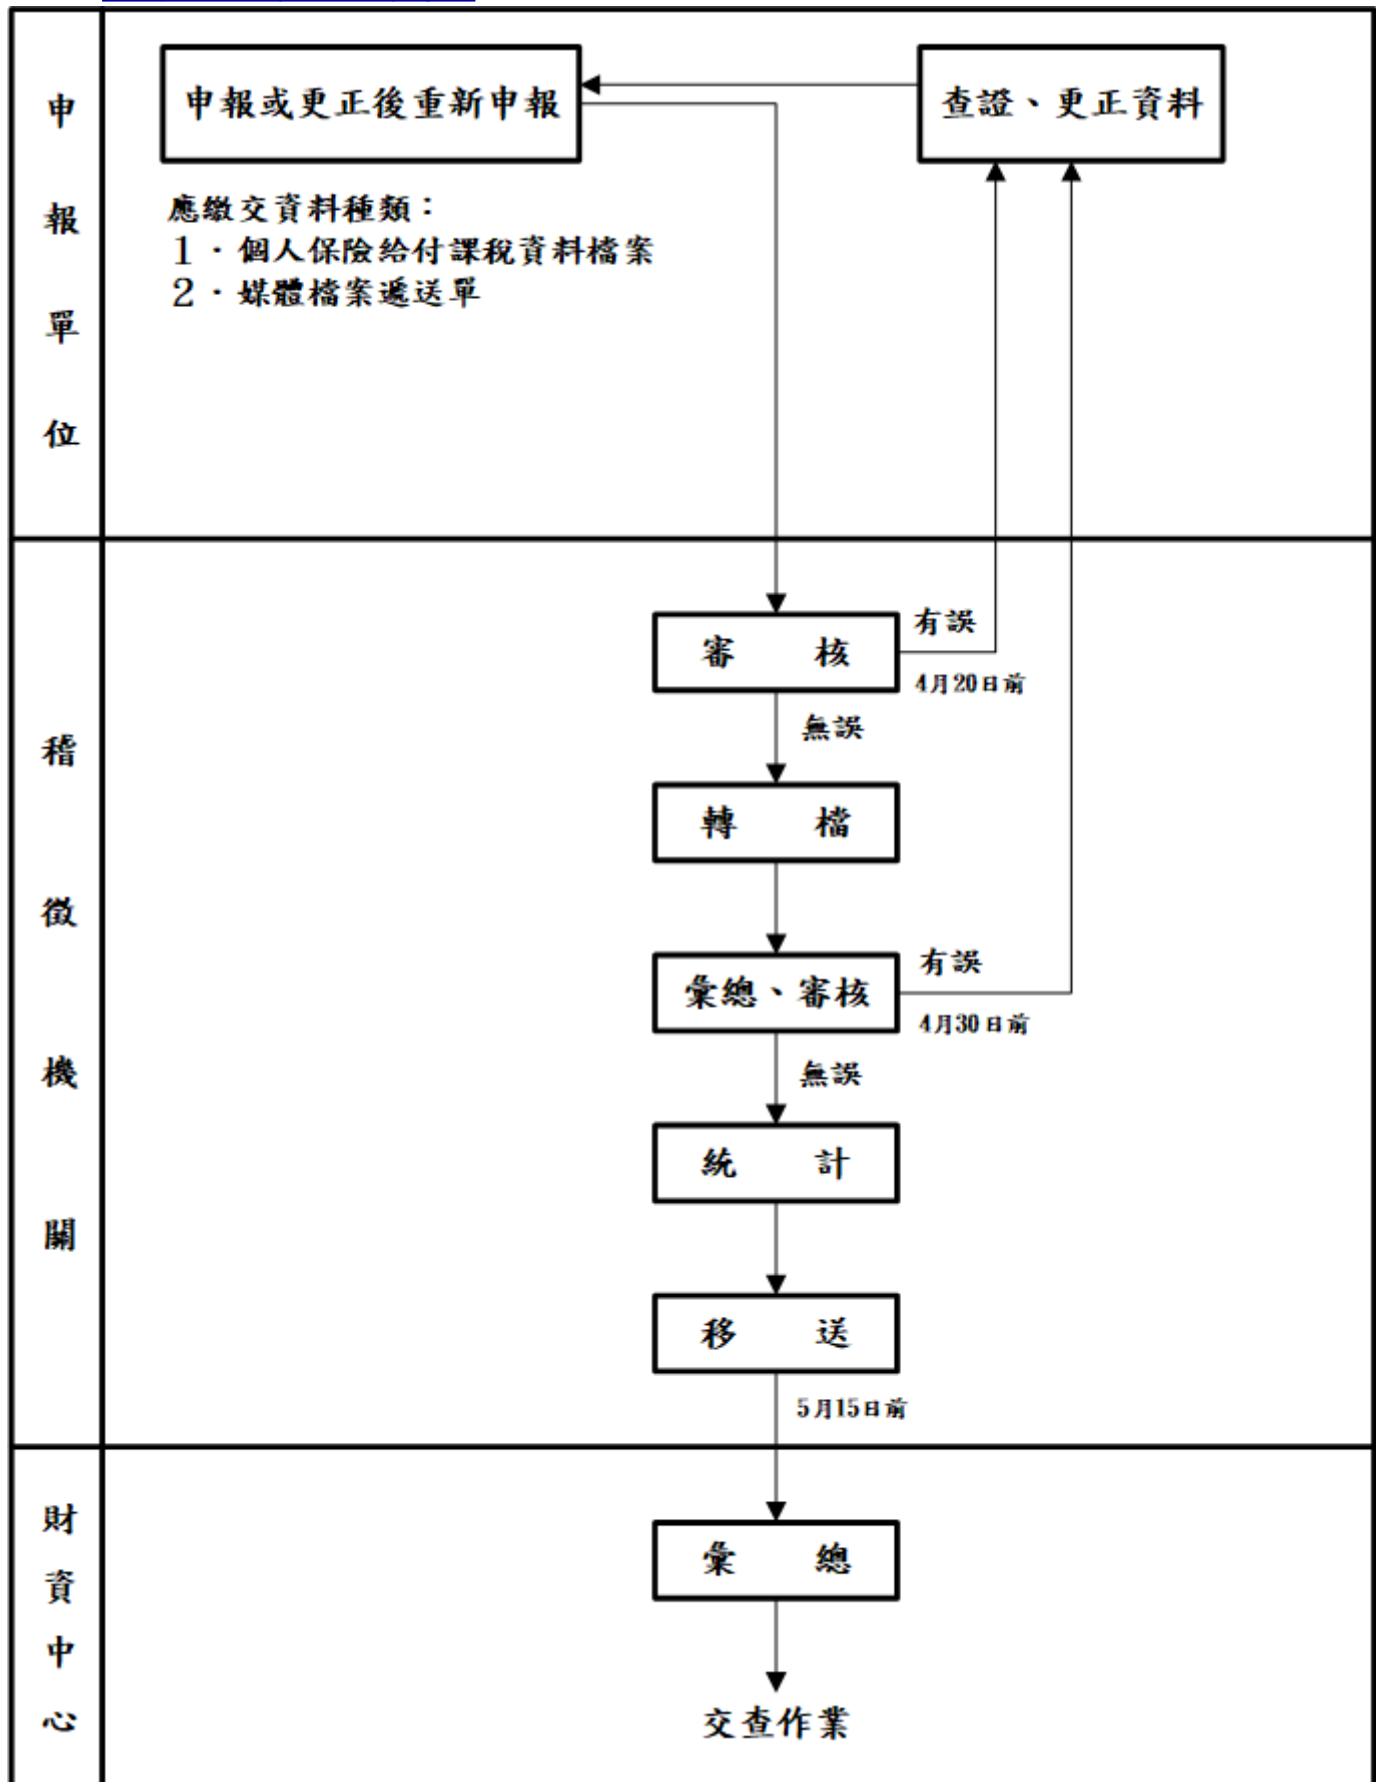 申報單位
申報或更正後重新申報
查證、更正資料
應繳交資料種類：
１．個人保險給付課稅資料檔案
２．媒體檔案遞送單
稽徵機關
審核
有誤
4月20日前
無誤
轉檔
彙總、審核
有誤
4月30日前
無誤
統計
移送
5月15日前
財資中心
彙總
交查作業